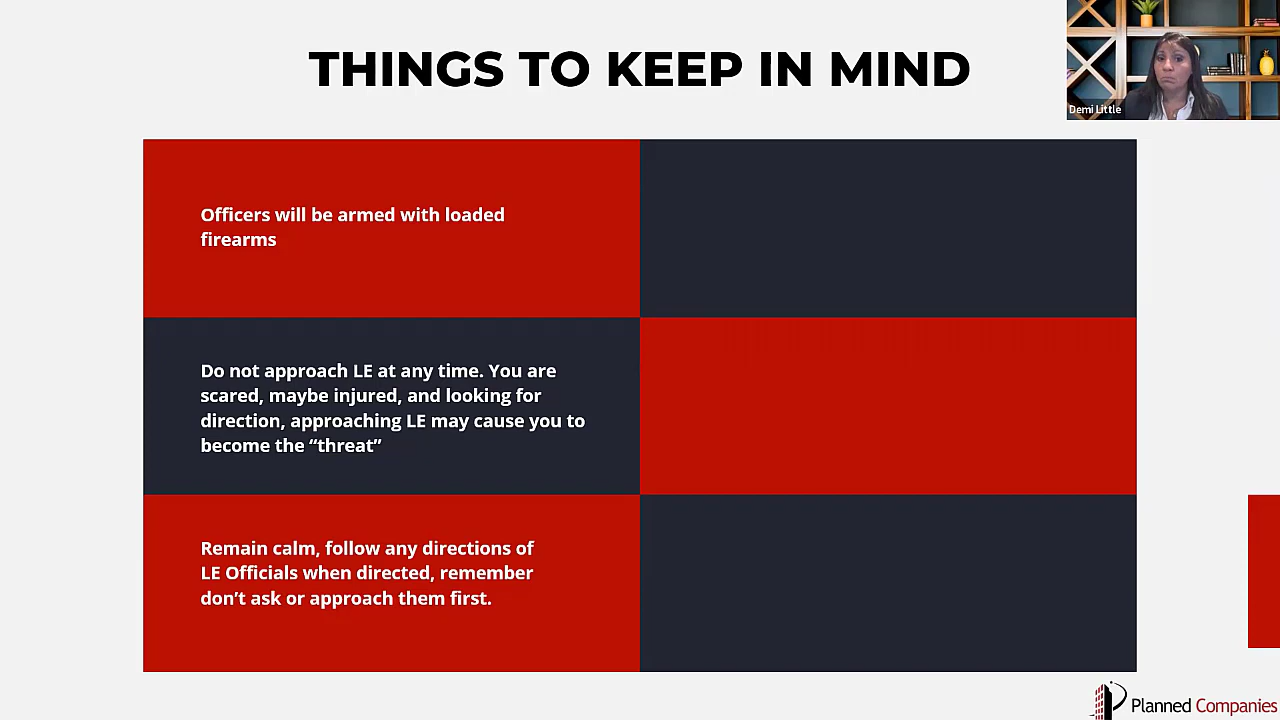 THINGS TO KEEP IN MIND
Demi Little
Officers will be armed with loaded
firearms
Do not approach LE at any time. You are
scared, maybe injured, and looking for
direction, approaching LE may cause you to
become the “threat”
Remain calm, follow any directions of
LE Officials when directed, remember
don’t ask or approach them first.
Planned Companies